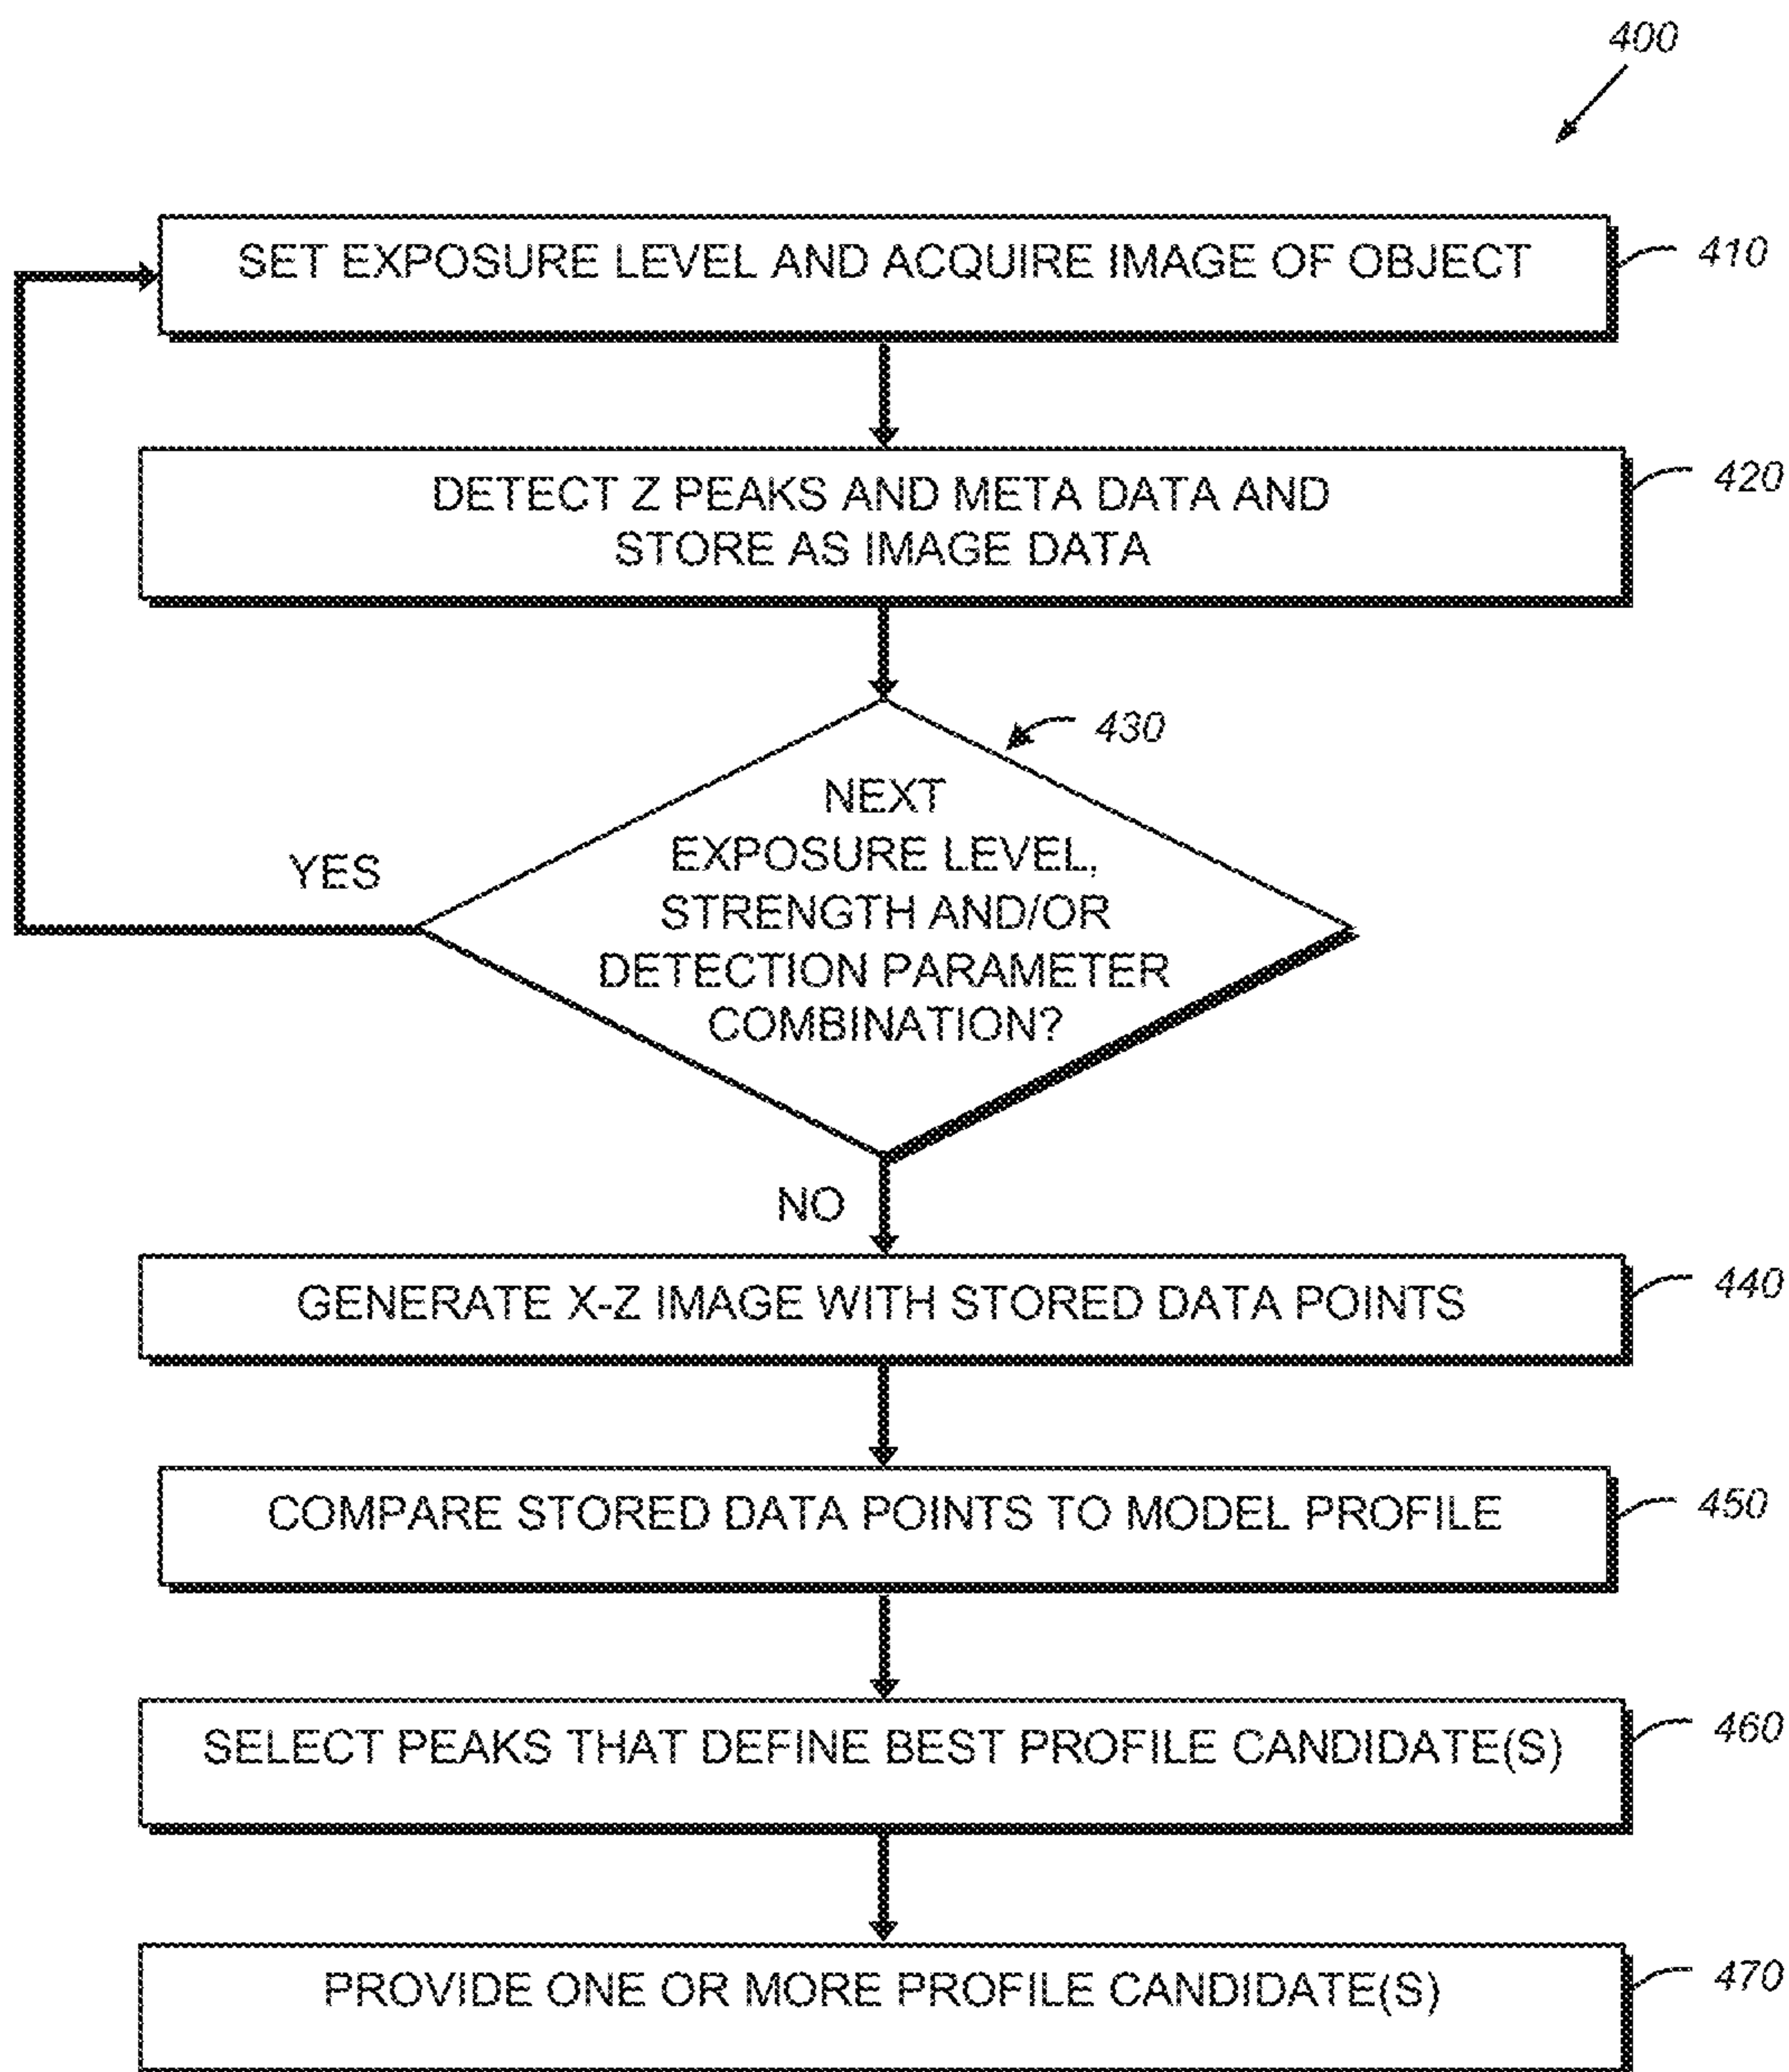 400
SET EXPOSURE LEVEL AND ACQUIRE IMAGE OF OBJECT
410
DETECT Z PEAKS AND META DATA AND
STORE AS IMAGE DATA
420
430
NEXT
EXPOSURE LEVEL,
STRENGTH AND/OR
DETECTION PARAMETER
COMBINATION?
YES
NO
GENERATE X-Z IMAGE WITH STORED DATA POINTS
440
COMPARE STORED DATA POINTS TO MODEL PROFILE
450
SELECT PEAKS THAT DEFINE BEST PROFILE CANDIDATE(S)
460
PROVIDE ONE OR MORE PROFILE CANDIDATE(S)
470